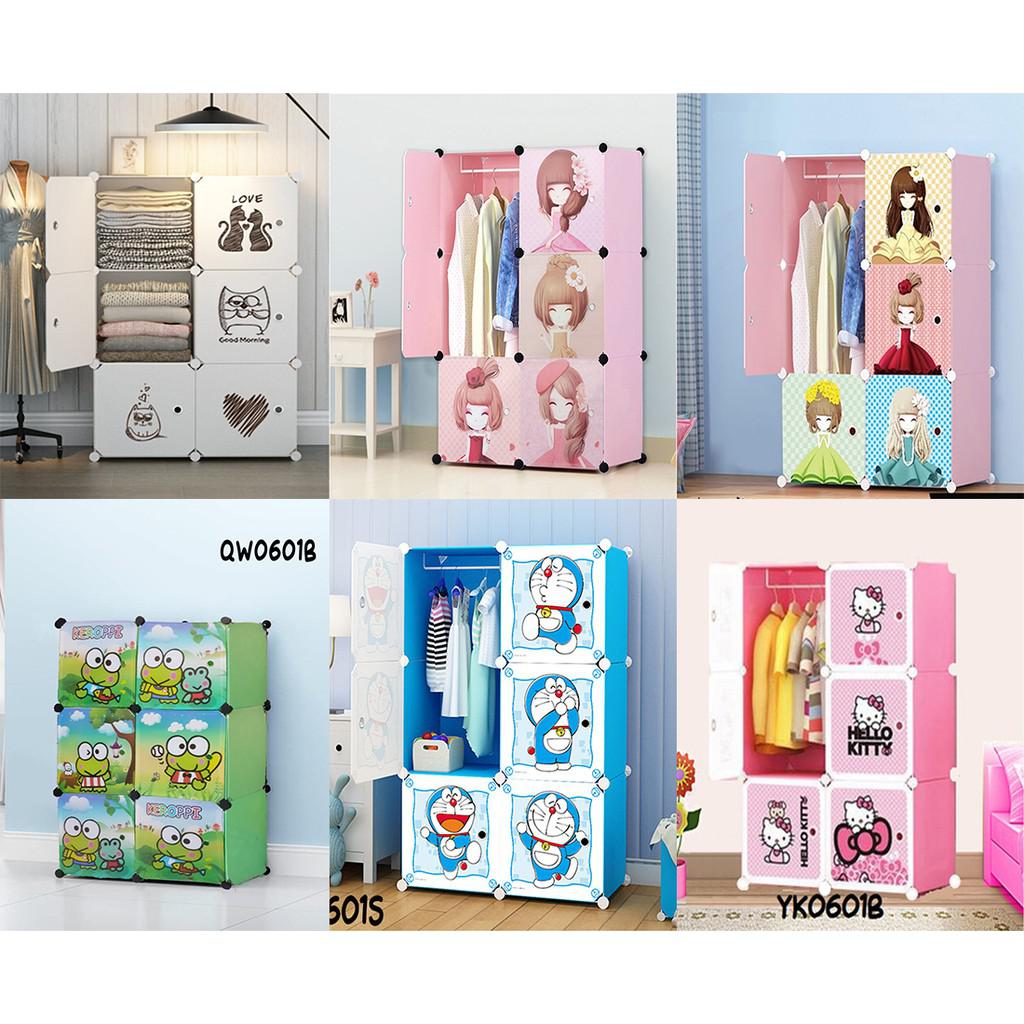 LOVE
Good Morning
QW0601B
KEROPPI
KEROPPI
601S
HELLO
KITTY
HELLO KITTY
YK0601B